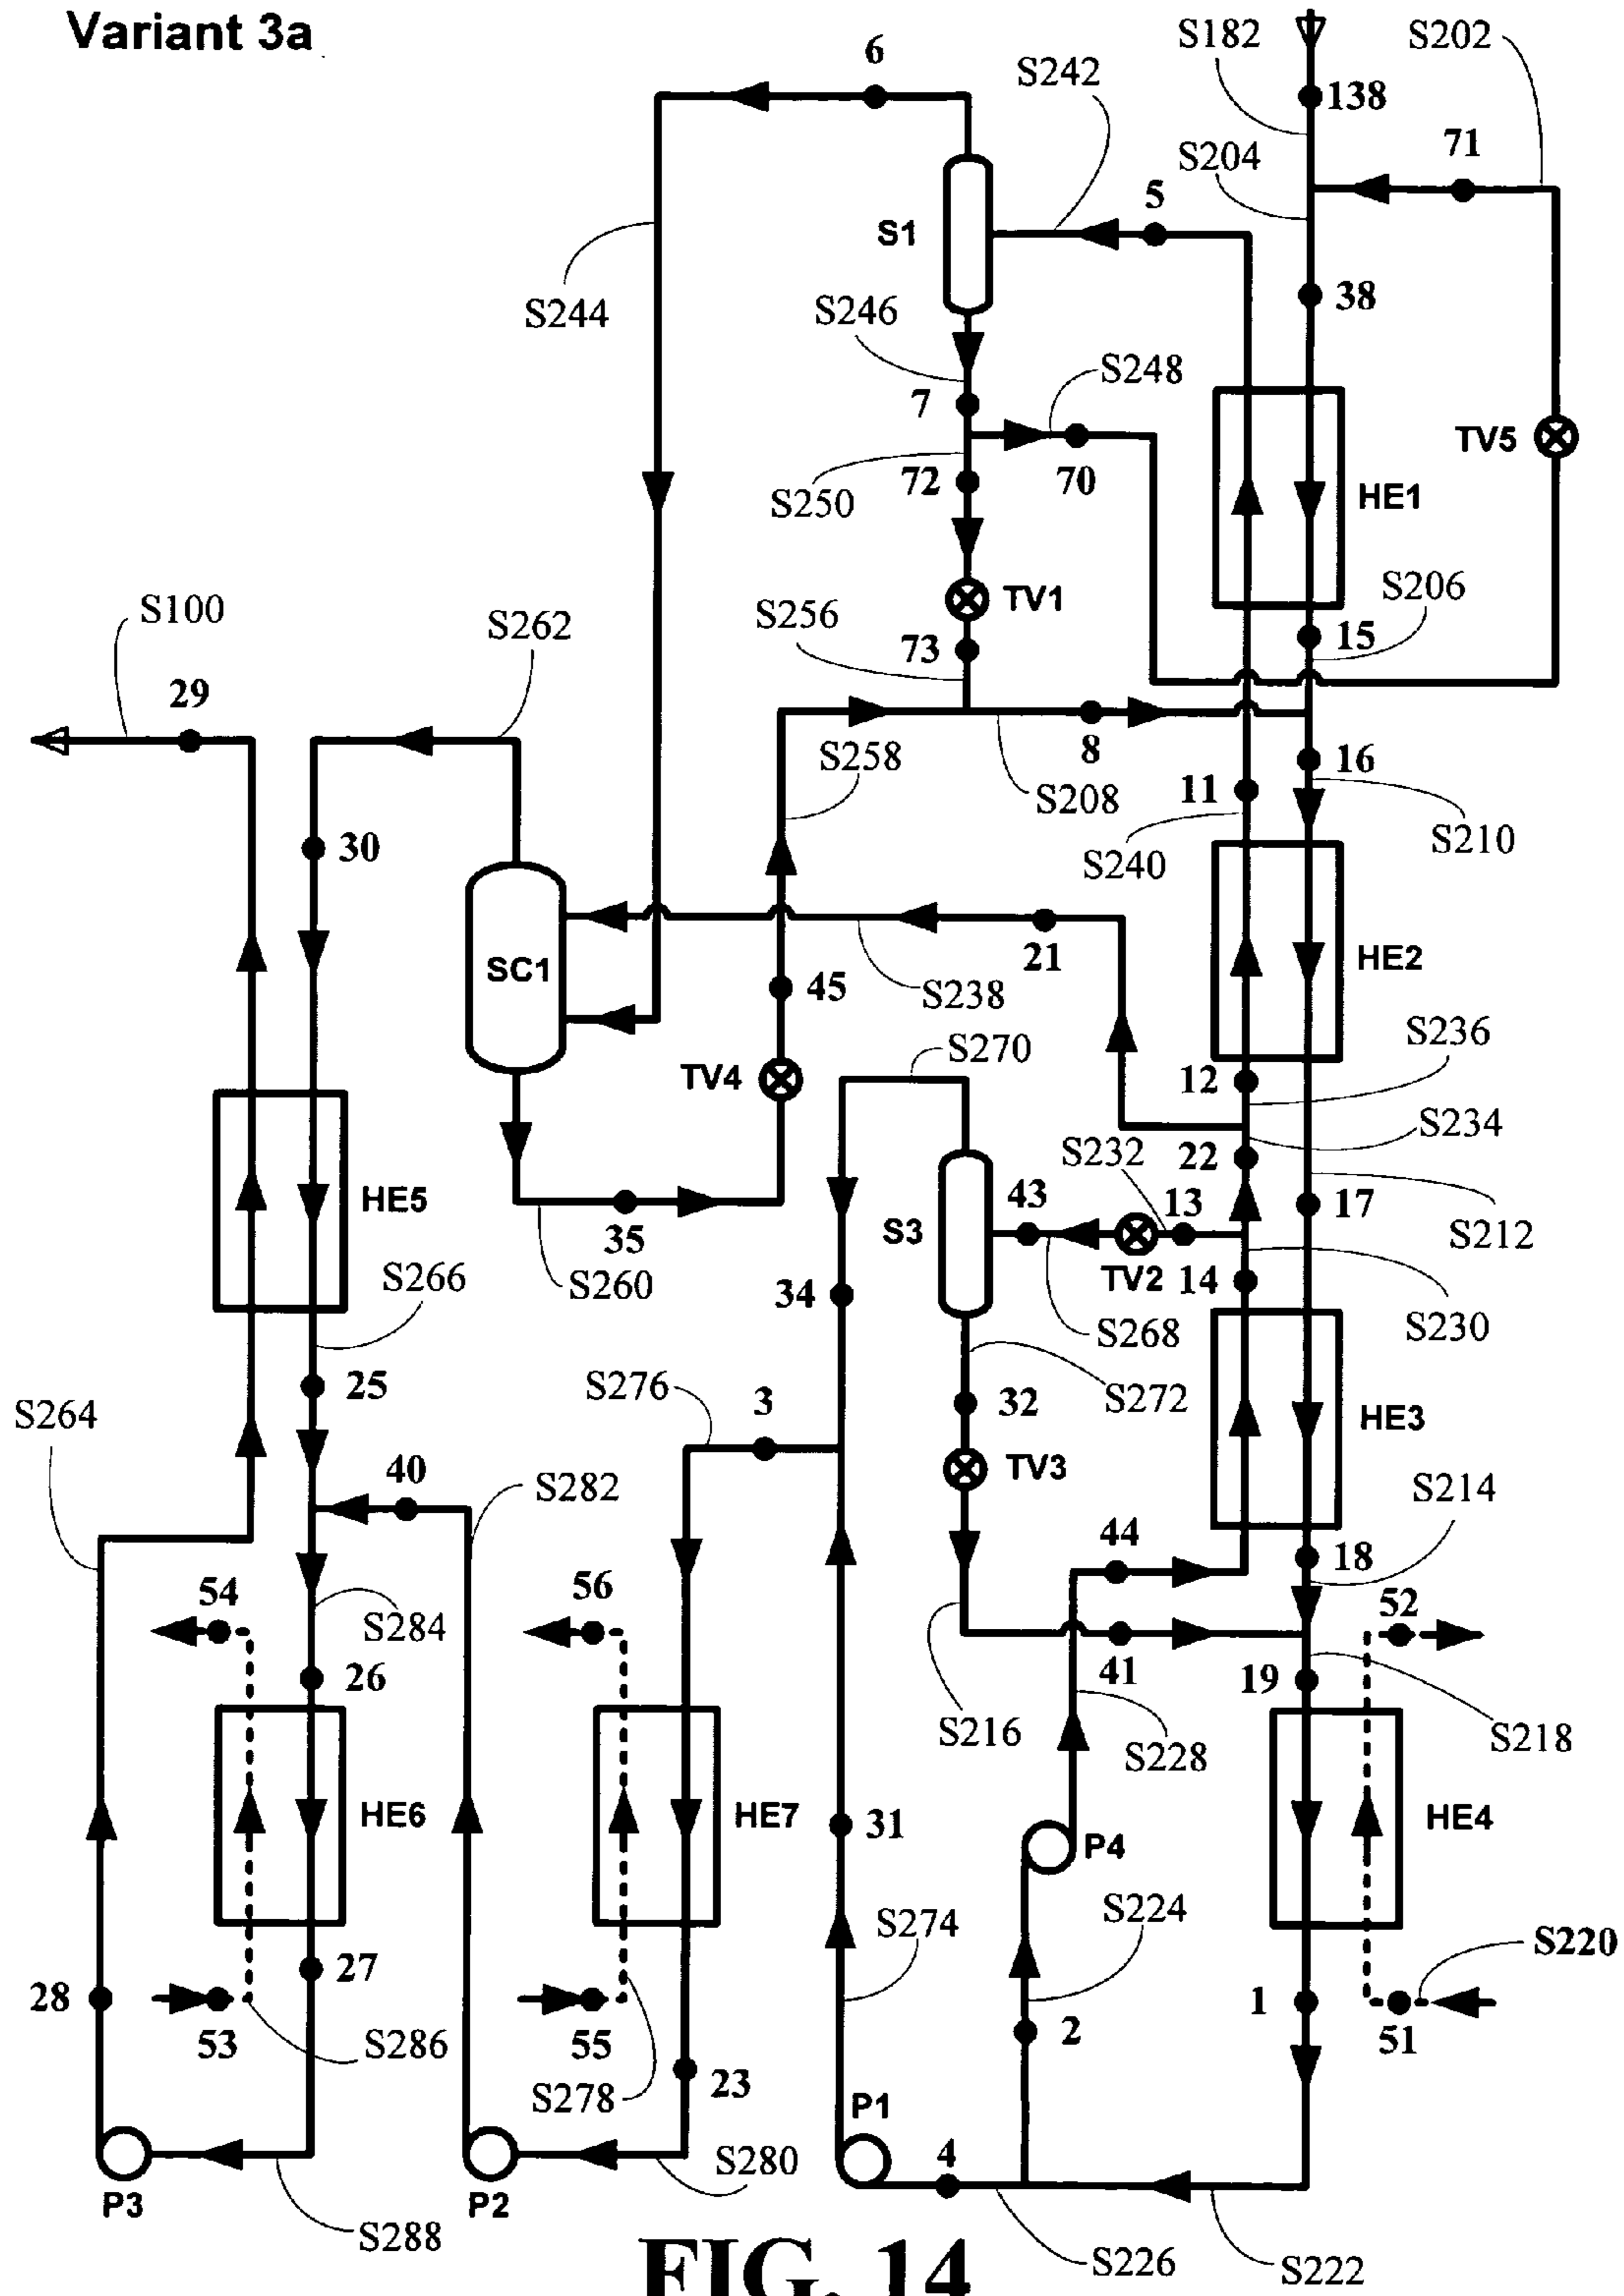 Variant 3a
6
S182
S202
S242
138
71
S204
5
S1
38
S244
S246
S248
7
TV5
72
70
S250
HE1
TV1
S206
S100
S262
S256
73
15
29
8
16
S258
S208
11
S210
30
S240
SC1
HE2
21
45
S238
S236
S270
TV4
12
S234
S232
22
43
13
17
HE5
S3
35
S212
S266
S260
TV2
14
34
S268
S230
25
S276
3
32
S272
HE3
S264
TV3
40
S282
S214
44
18
54
56
52
S284
26
41
19
S216
S218
S228
HE6
HE7
31
HE4
P4
S274
S224
S220
27
28
1
53
55
2
51
S286
23
S278
P1
4
S280
P3
P2
S288
S226
S222
FIG. 14